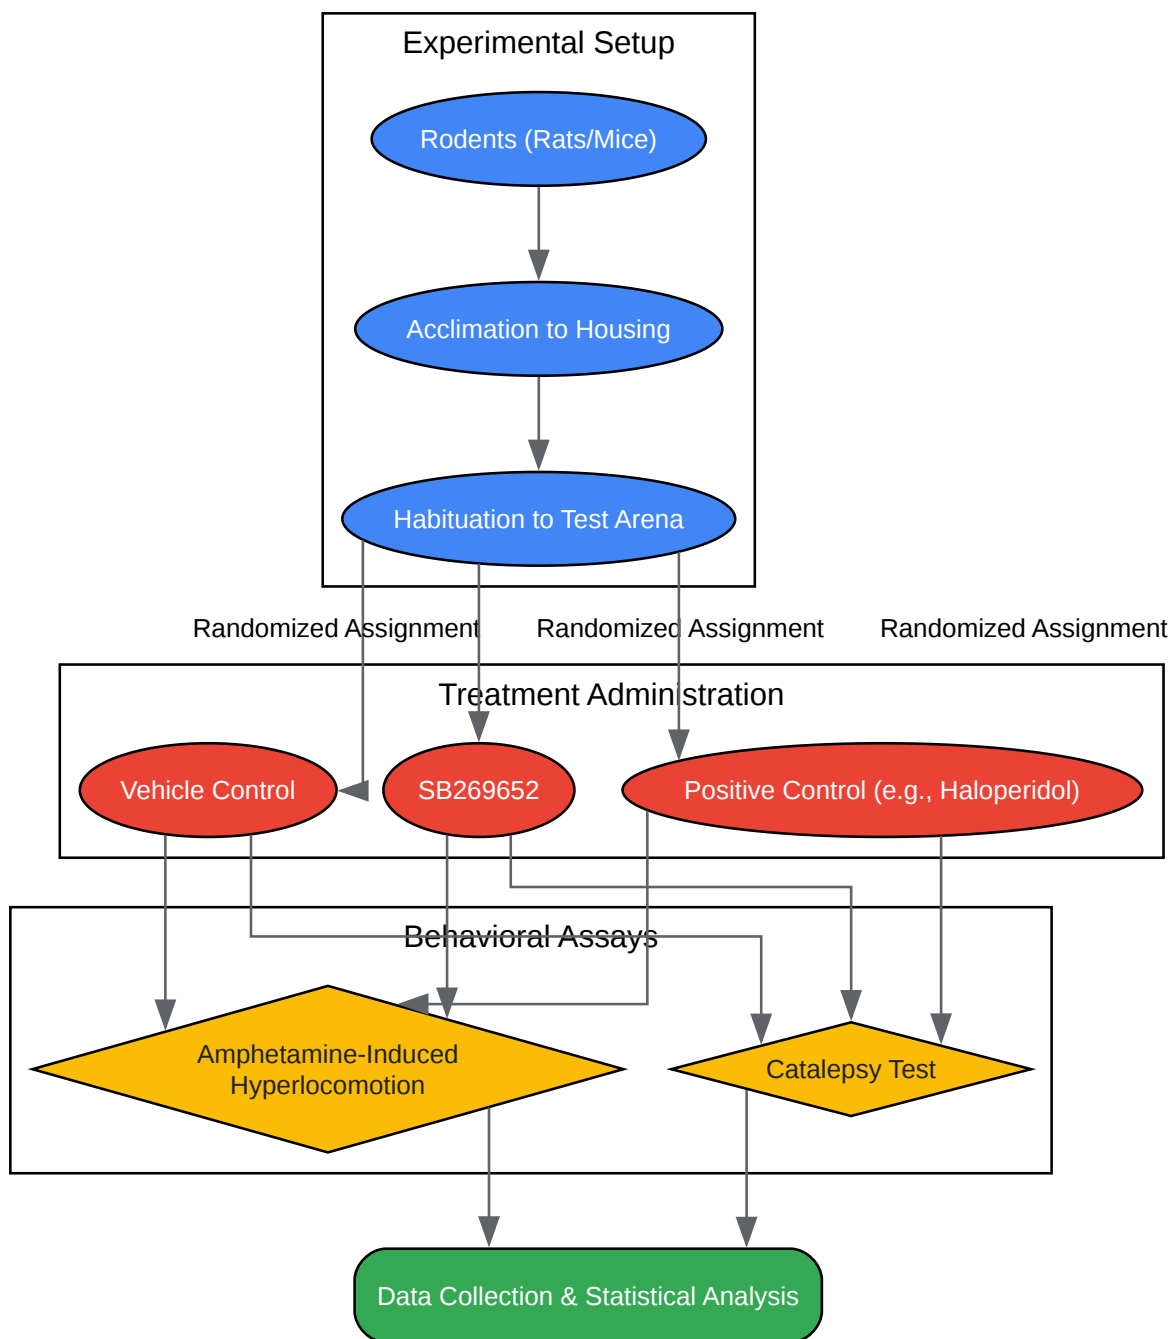 Experimental Setup
Rodents (Rats/Mice)
Acclimation to Housing
Habituation to Test Arena
Randomized Assignment
Randomized Assignment
Randomized Assignment
Treatment Administration
Vehicle Control
SB269652
Positive Control (e.g., Haloperidol)
Behavioral Assays
Amphetamine-Induced
Hyperlocomotion
Catalepsy Test
Data Collection & Statistical Analysis